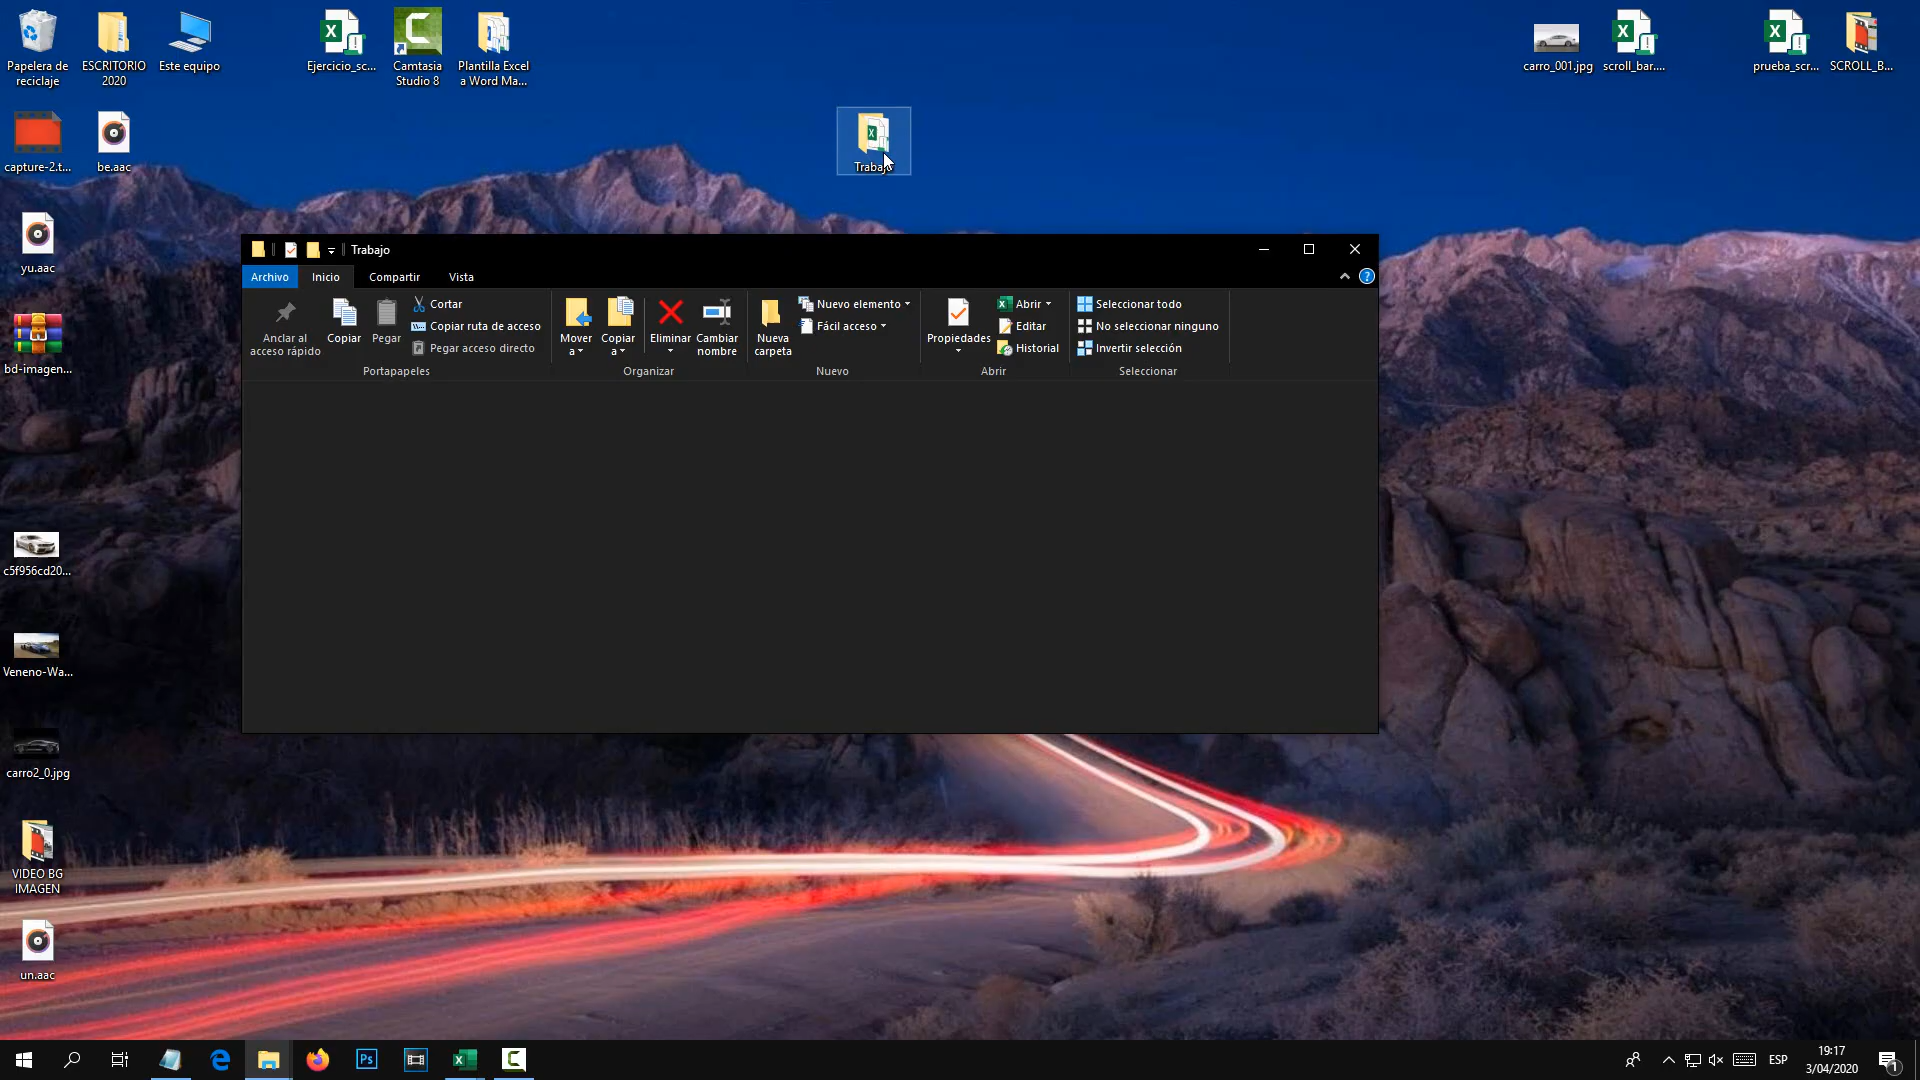 Papelera de
reciclaje
ESCRITORIO
2020
Este equipo
Ejercicio_sc...
Camtasia
Studio 8
Plantilla Excel
a Word Ma...
carro_001.jpg
scroll_bar....
prueba_scr...
SCROLL_B...
capture-2.t...
be.aac
Trabajo
yu.aac
bd-imagen...
c5f956cd20...
Veneno-Wa...
carro2_0.jpg
VIDEO BG
IMAGEN
un.aac
Trabajo
Archivo
Inicio
Compartir
Vista
Anclar al
acceso rápido
Copiar
Pegar
Cortar
Copiar ruta de acceso
Pegar acceso directo
Portapapeles
Mover
a
Copiar
a
Eliminar
Cambiar
nombre
Organizar
Nueva
carpeta
Nuevo elemento
Fácil acceso
Nuevo
Propiedades
Abrir
Editar
Historial
Abrir
Seleccionar todo
No seleccionar ninguno
Invertir selección
Seleccionar
Ps
ESP
19:17
3/04/2020
1